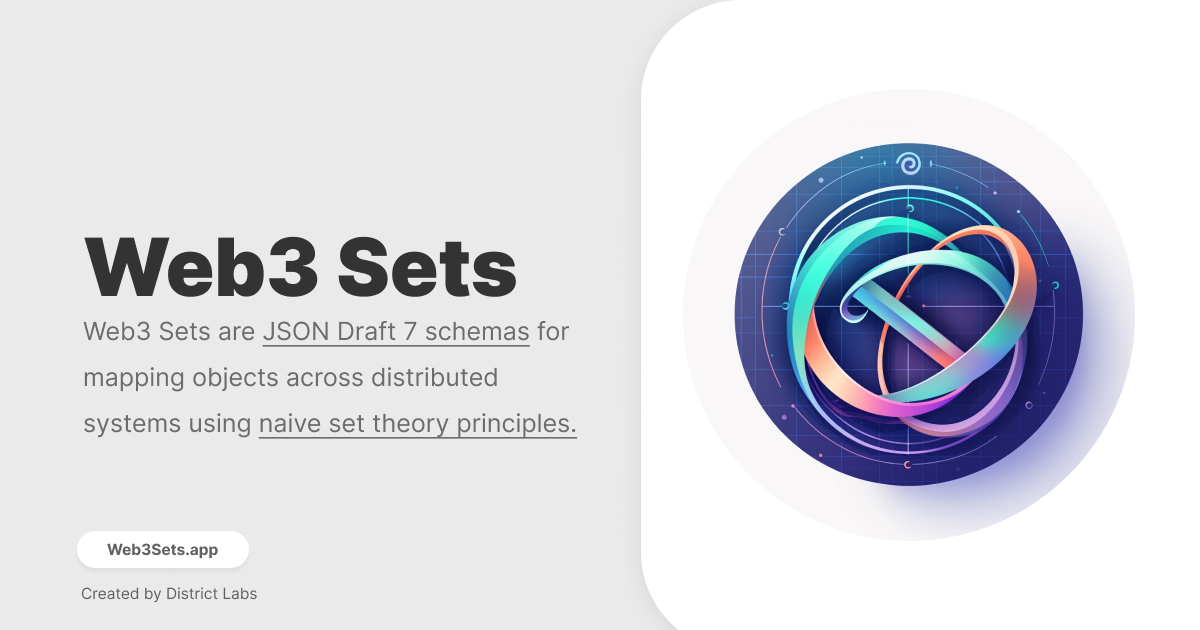 Web3 Sets
Web3 Sets are JSON Draft 7 schemas for
mapping objects across distributed
systems using naive set theory principles.
Web3Sets.app
Created by District Labs